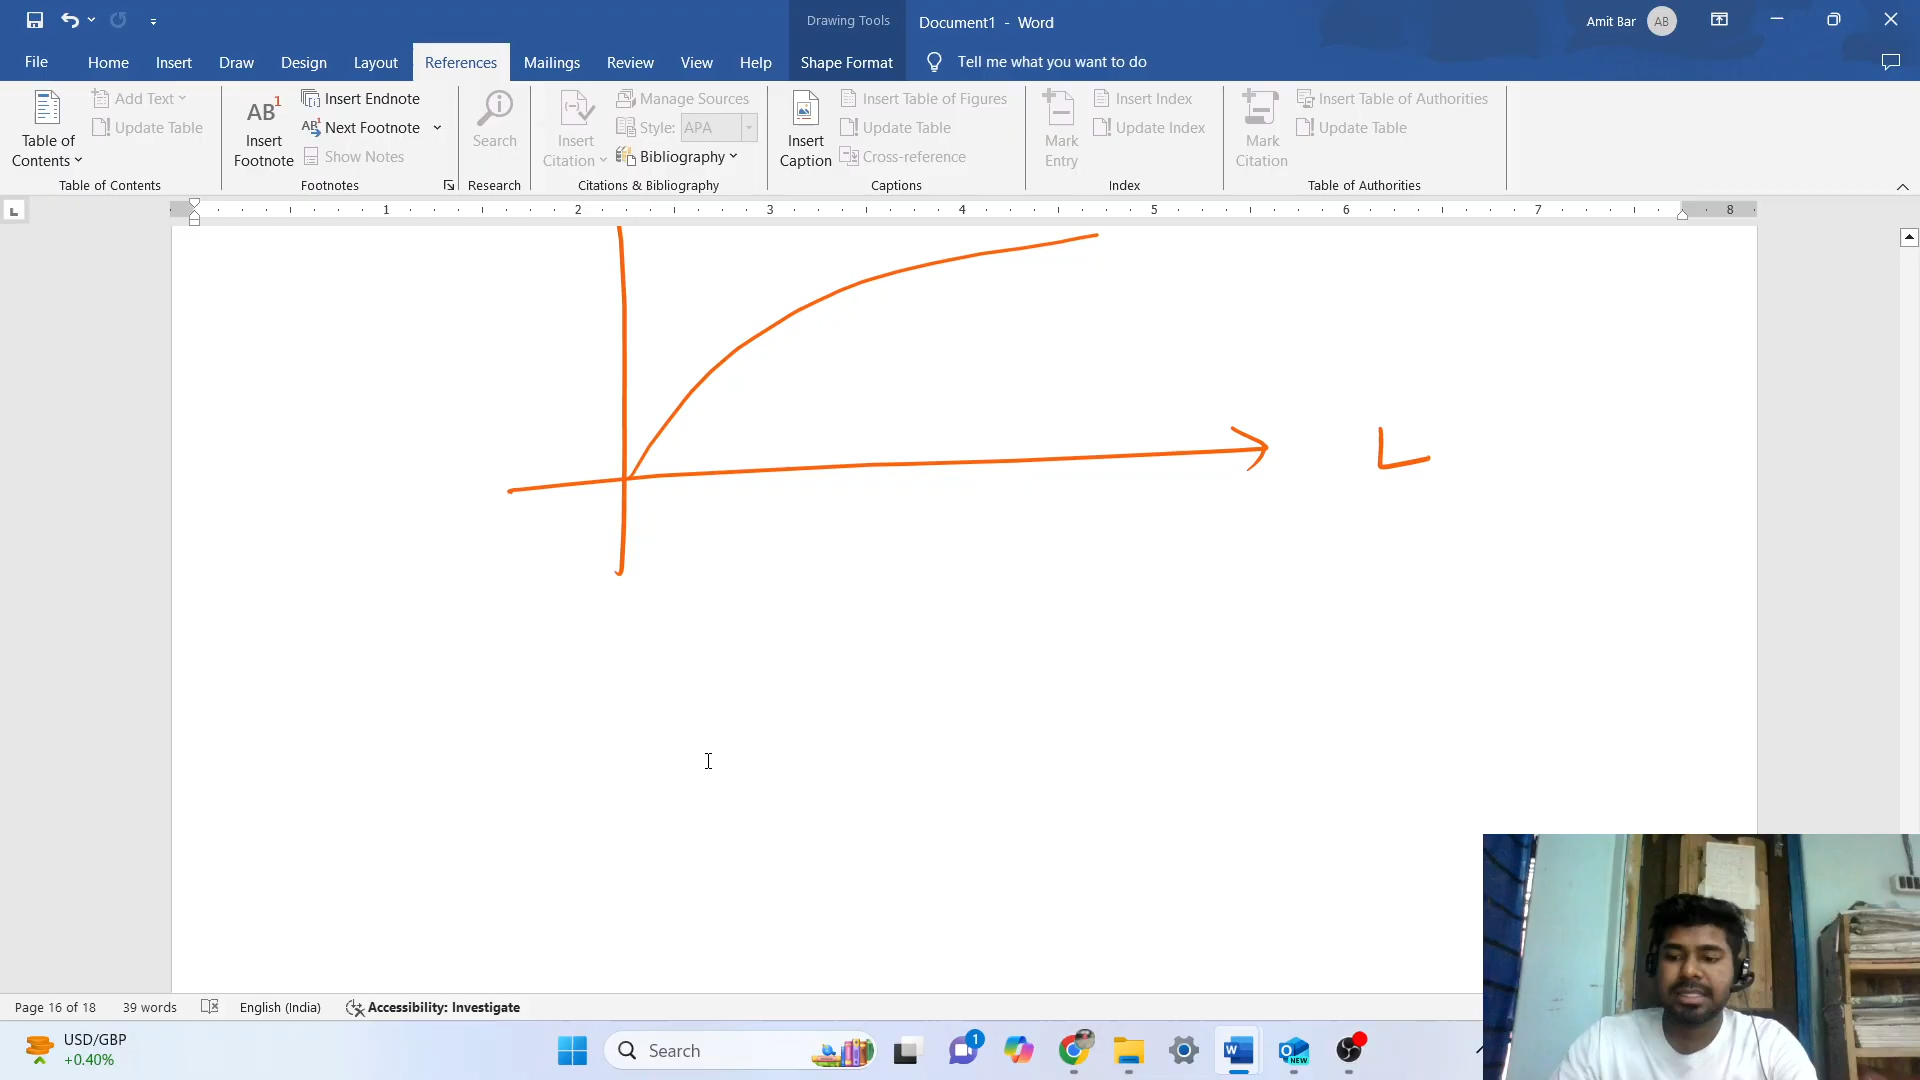 Drawing Tools Document1 - Word Amit Bar AB
File Home Insert Draw Design Layout References Mailings Review View Help Shape Format Tell me what you want to do
Table of Contents
Add Text
Update Table
Table of Contents
AB1 Insert Footnote
Insert Endnote
AB1 Next Footnote
Show Notes
Footnotes
Search
Research
Insert Citation
Manage Sources
Style: APA
Bibliography
Citations & Bibliography
Insert Caption
Insert Table of Figures
Update Table
Cross-reference
Captions
Mark Entry
Insert Index
Update Index
Index
Mark Citation
Insert Table of Authorities
Update Table
Table of Authorities
L 1 2 3 4 5 6 7 8
L
Page 16 of 18 39 words English (India) Accessibility: Investigate
USD/GBP
+0.40%
Search
1
W
NEW